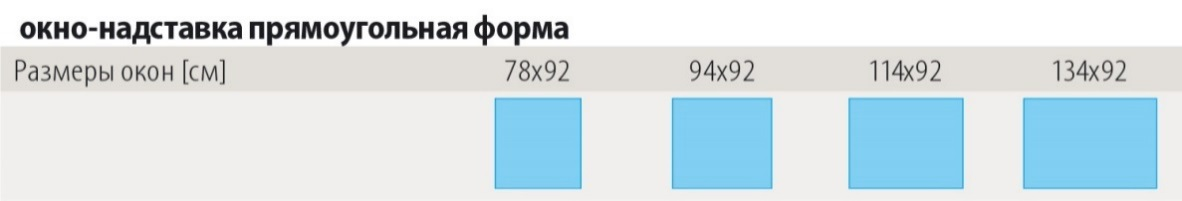 окно-надставка прямоугольная форма
Размеры окон [см] 78x92 94x92 114x92 134x92